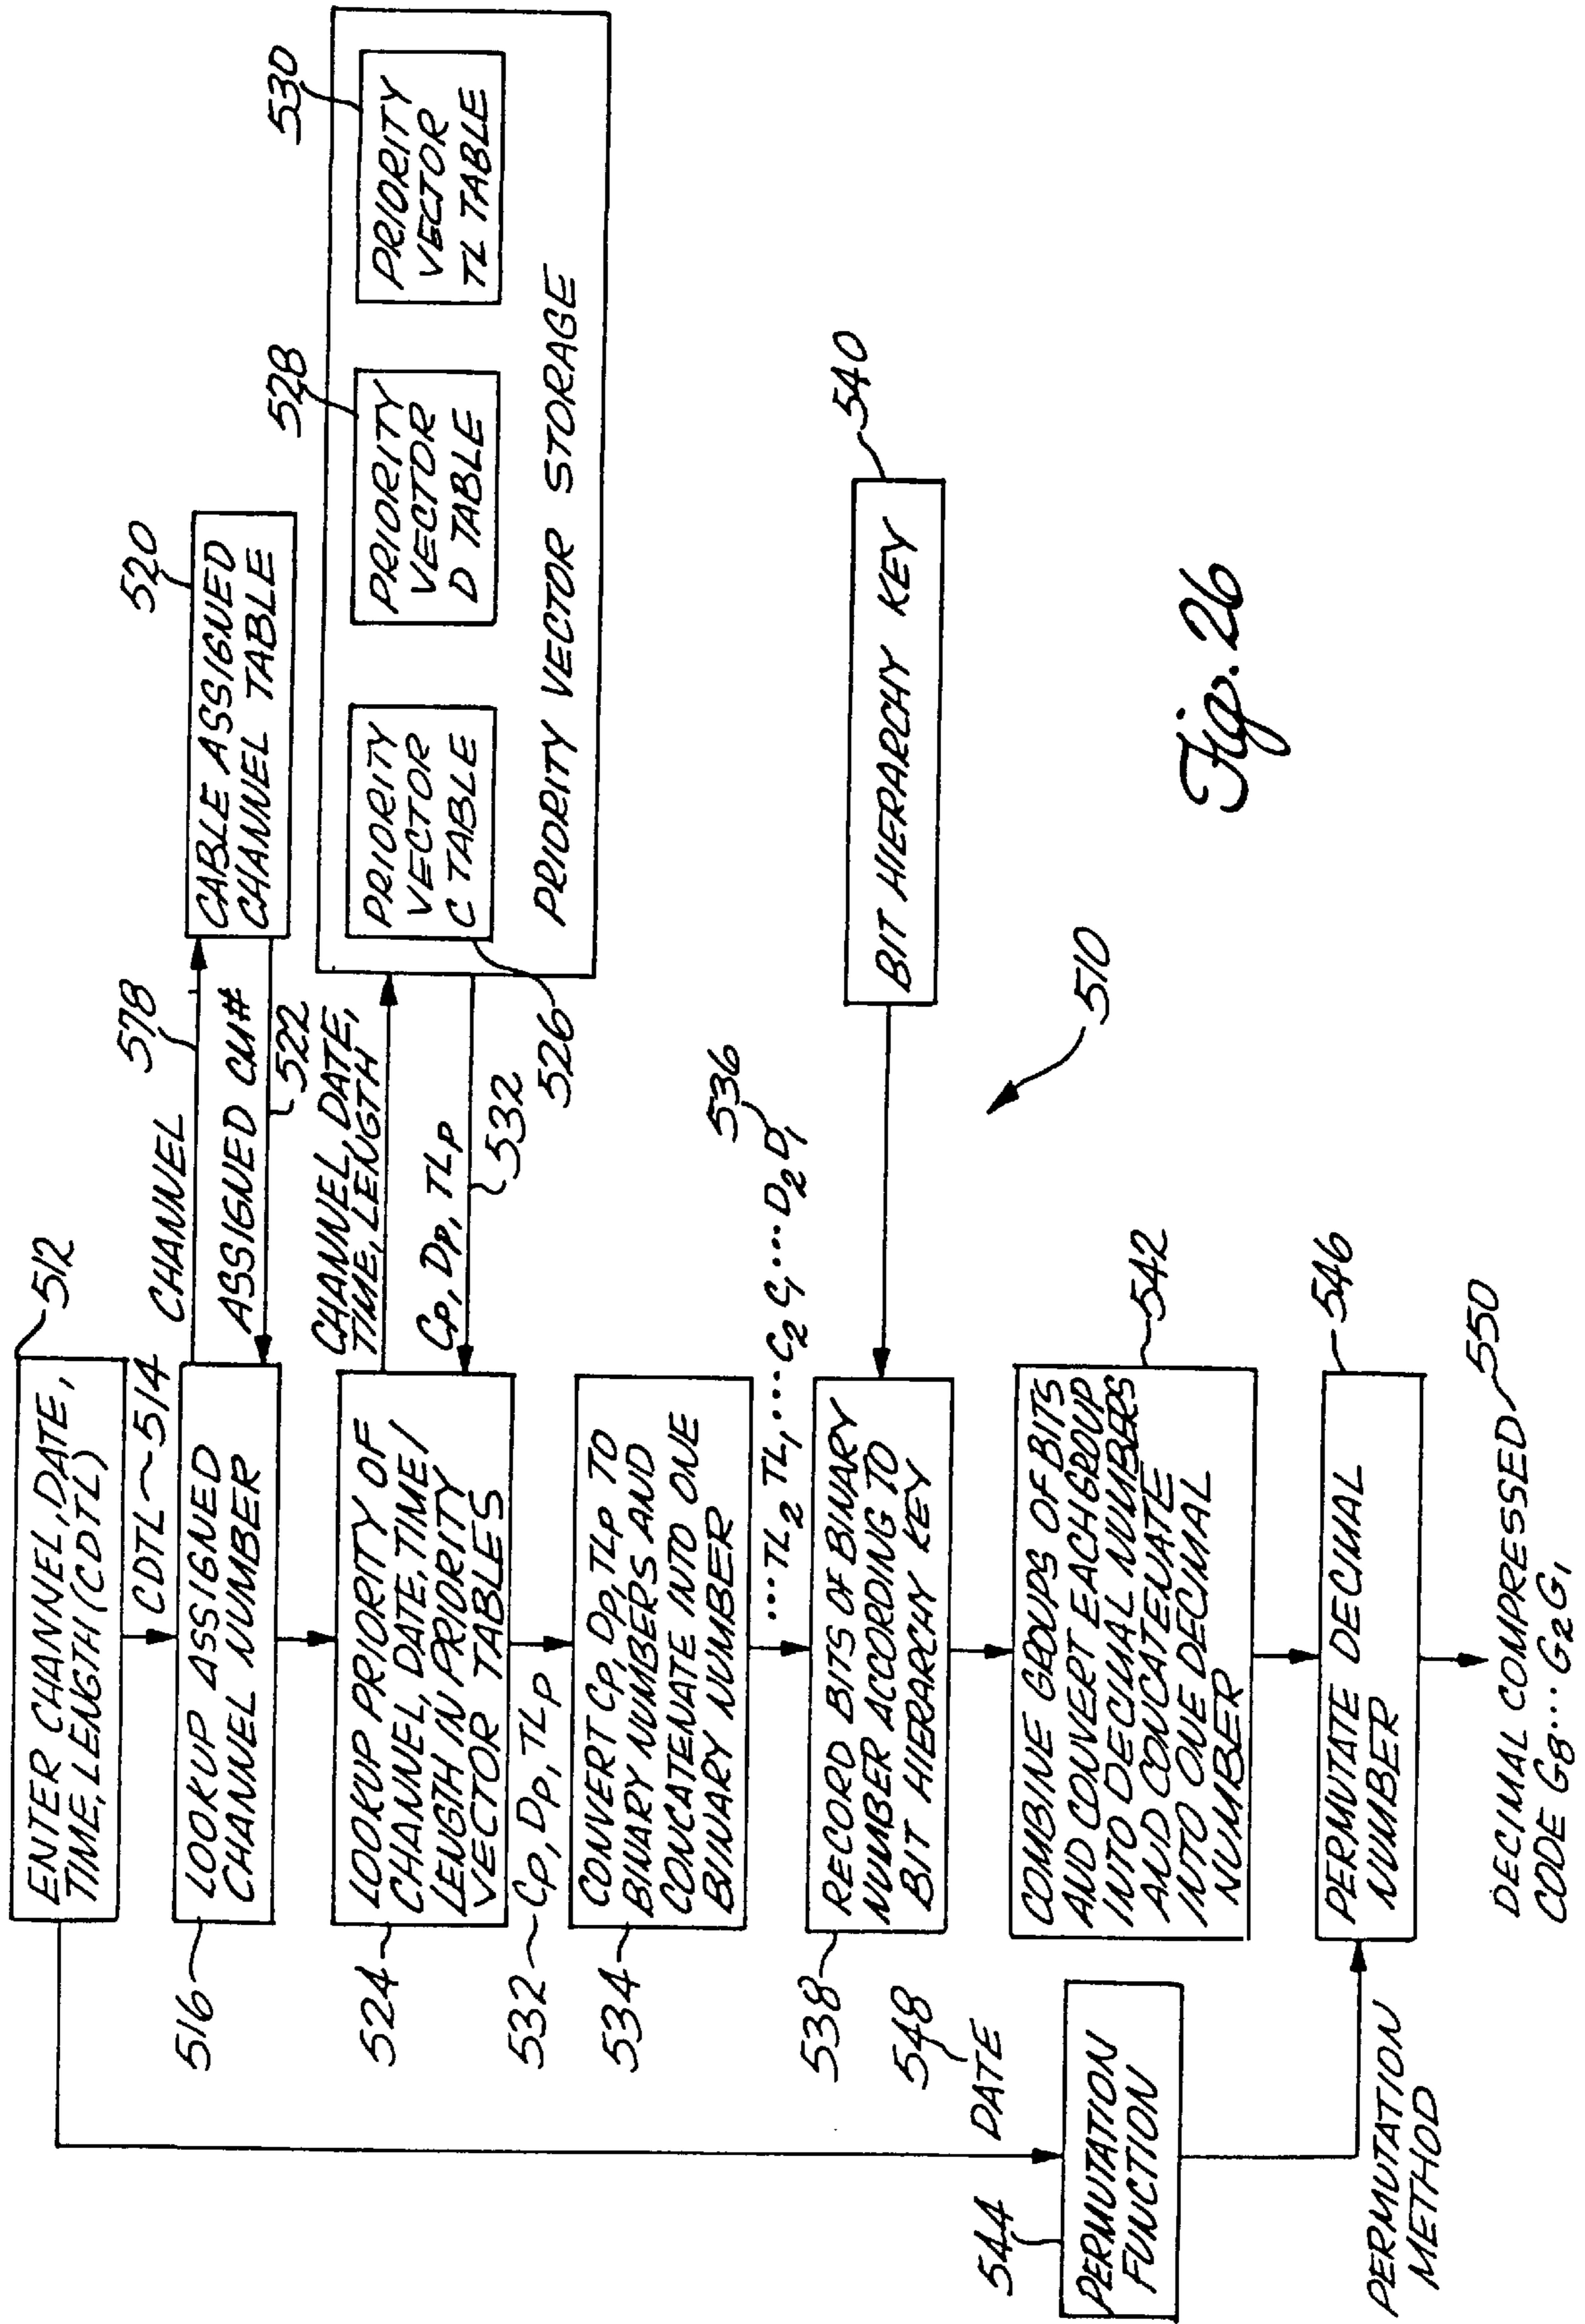 512
ENTER CHANNEL, DATE,
TIME, LENGTH (CDTL)
CDTL~514
516
LOOKUP ASSIGNED
CHANNEL NUMBER
CHANNEL
578
ASSIGNED CH#
522
520
CABLE ASSIGNED
CHANNEL TABLE
524
LOOKUP PRIORITY OF
CHANNEL, DATE, TIME/
LENGTH IN PRIORITY
VECTOR TABLES
CHANNEL, DATE,
TIME, LENGTH
CP, DP, TLP
532
526
PRIORITY
VECTOR
C TABLE
528
PRIORITY
VECTOR
D TABLE
530
PRIORITY
VECTOR
TL TABLE
PRIORITY VECTOR STORAGE
532~CP, DP, TLP
534
CONVERT CP, DP, TLP TO
BINARY NUMBERS AND
CONCATENATE INTO ONE
BINARY NUMBER
...TL2 TL1,...C2 C1...D2 D1
536
538
RECORD BITS OF BINARY
NUMBER ACCORDING TO
BIT HIERARCHY KEY
540
BIT HIERARCHY KEY
542
COMBINE GROUPS OF BITS
AND CONVERT EACH GROUP
INTO DECIMAL NUMBERS
AND CONCATENATE
INTO ONE DECIMAL
NUMBER
510
548
DATE
544
PERMUTATION
FUNCTION
PERMUTATION
METHOD
546
PERMUTATE DECIMAL
NUMBER
DECIMAL COMPRESSED
CODE G8...G2G1
550
Fig. 26